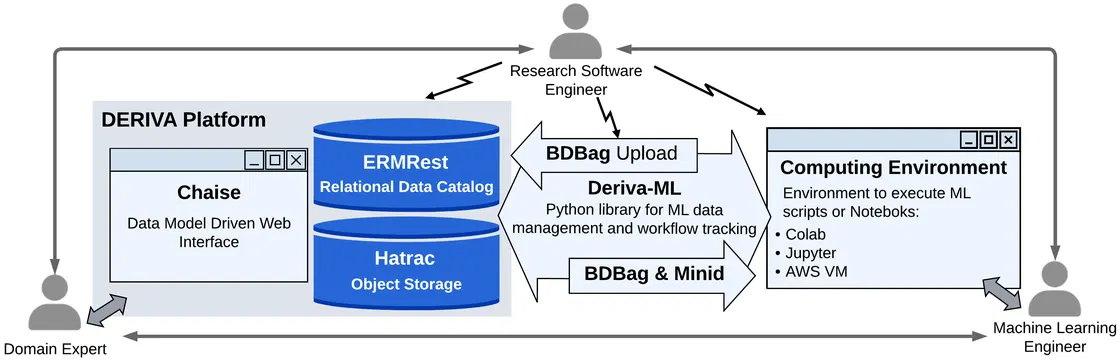 Research Software
Engineer
DERIVA Platform
Chaise
Data Model Driven Web
Interface
ERMRest
Relational Data Catalog
Hatrac
Object Storage
BDBag Upload
Deriva-ML
Python library for ML data
management and workflow tracking
BDBag & Minid
Computing Environment
Environment to execute ML
scripts or Noteboks:
• Colab
• Jupyter
• AWS VM
Domain Expert
Machine Learning
Engineer